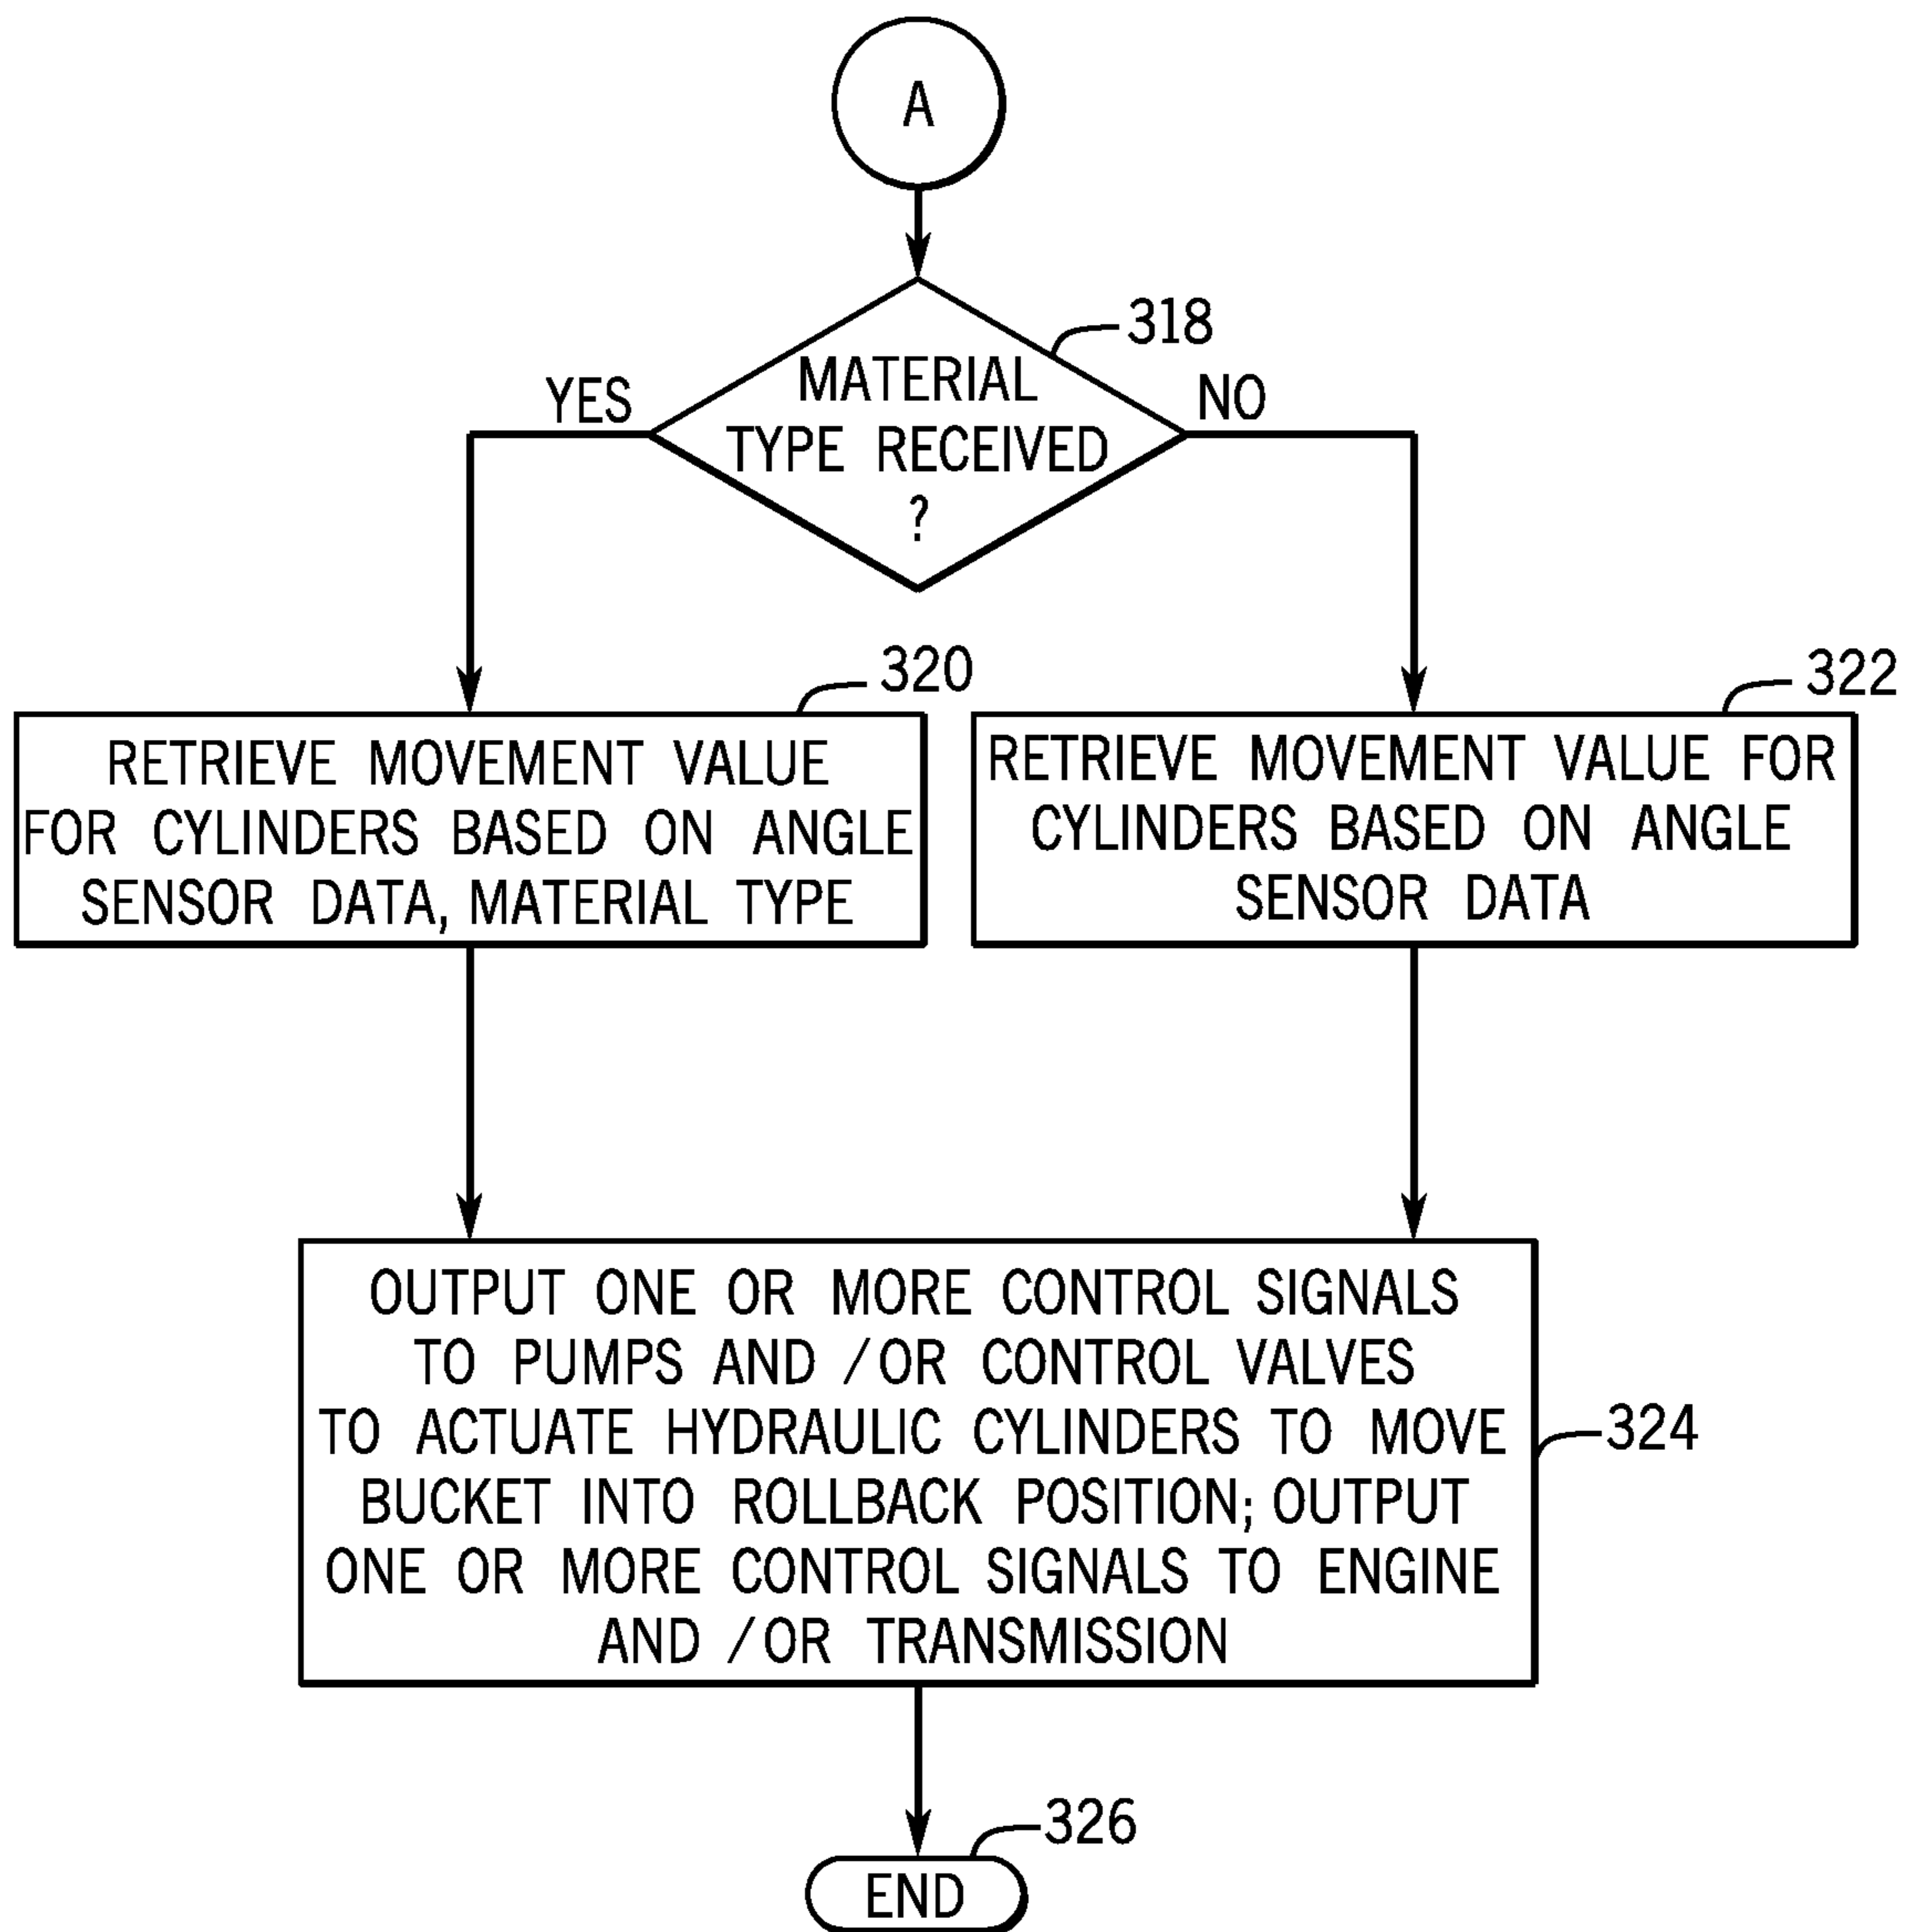 A
318
MATERIAL
TYPE RECEIVED
?
YES
NO
320
RETRIEVE MOVEMENT VALUE
FOR CYLINDERS BASED ON ANGLE
SENSOR DATA, MATERIAL TYPE
322
RETRIEVE MOVEMENT VALUE FOR
CYLINDERS BASED ON ANGLE
SENSOR DATA
OUTPUT ONE OR MORE CONTROL SIGNALS
TO PUMPS AND /OR CONTROL VALVES
TO ACTUATE HYDRAULIC CYLINDERS TO MOVE
BUCKET INTO ROLLBACK POSITION; OUTPUT
ONE OR MORE CONTROL SIGNALS TO ENGINE
AND /OR TRANSMISSION
324
326
END